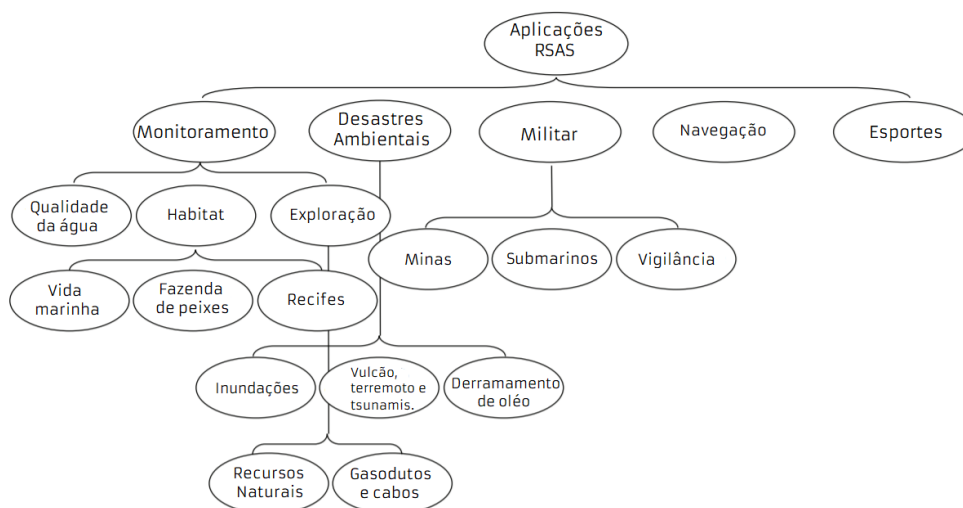 Aplicações
RSAS
Monitoramento
Desastres
Ambientais
Militar
Navegação
Esportes
Qualidade
da água
Habitat
Exploração
Minas
Submarinos
Vigilância
Vida
marinha
Fazenda
de peixes
Recifes
Inundações
Vulcão,
terremoto e
tsunamis.
Derramamento
de oléo
Recursos
Naturais
Gasodutos
e cabos